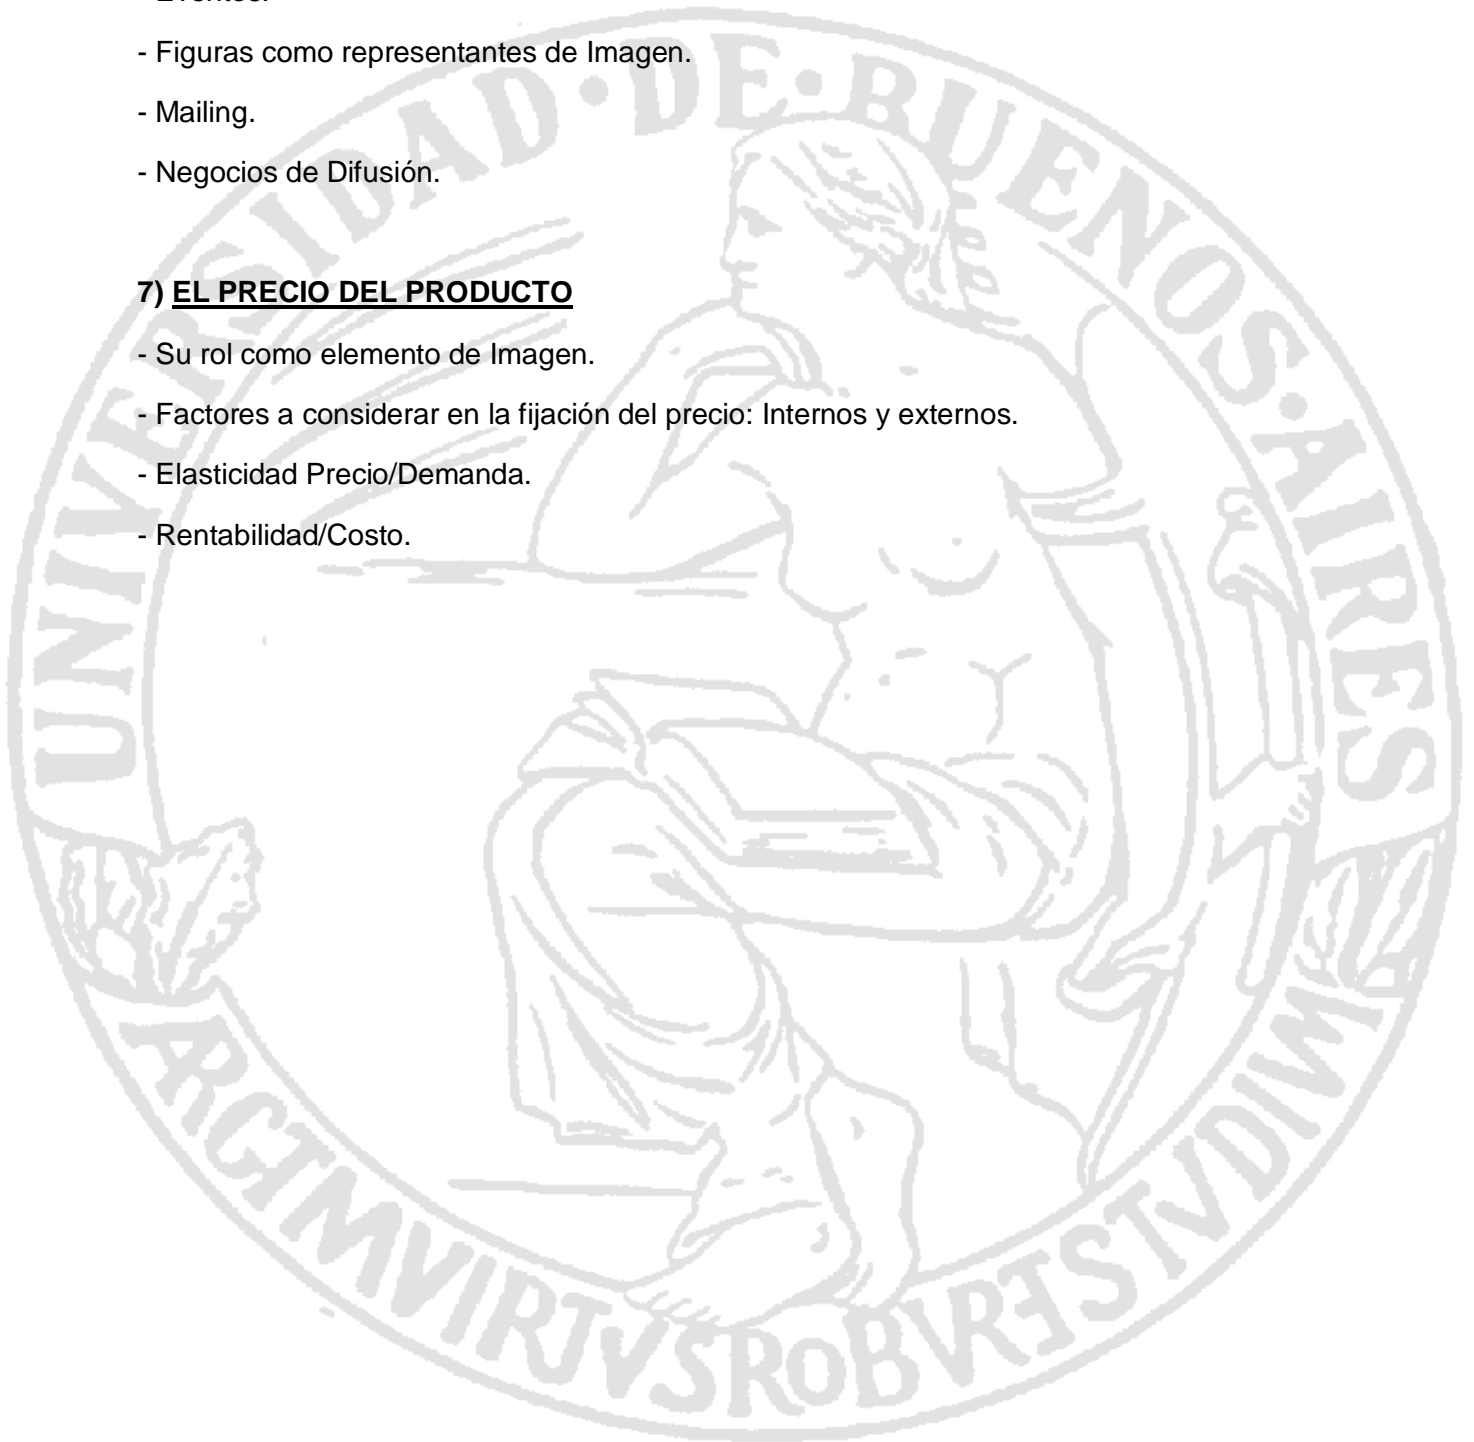 - Eventos.
- Figuras como representantes de Imagen.
- Mailing.
- Negocios de Difusión.
7) EL PRECIO DEL PRODUCTO
- Su rol como elemento de Imagen.
- Factores a considerar en la fijación del precio: Internos y externos.
- Elasticidad Precio/Demanda.
- Rentabilidad/Costo.
UNIVERSIDAD·DE·BUENOS·AIRES
ARGTMVIRTVSROBVRESTVDIVM